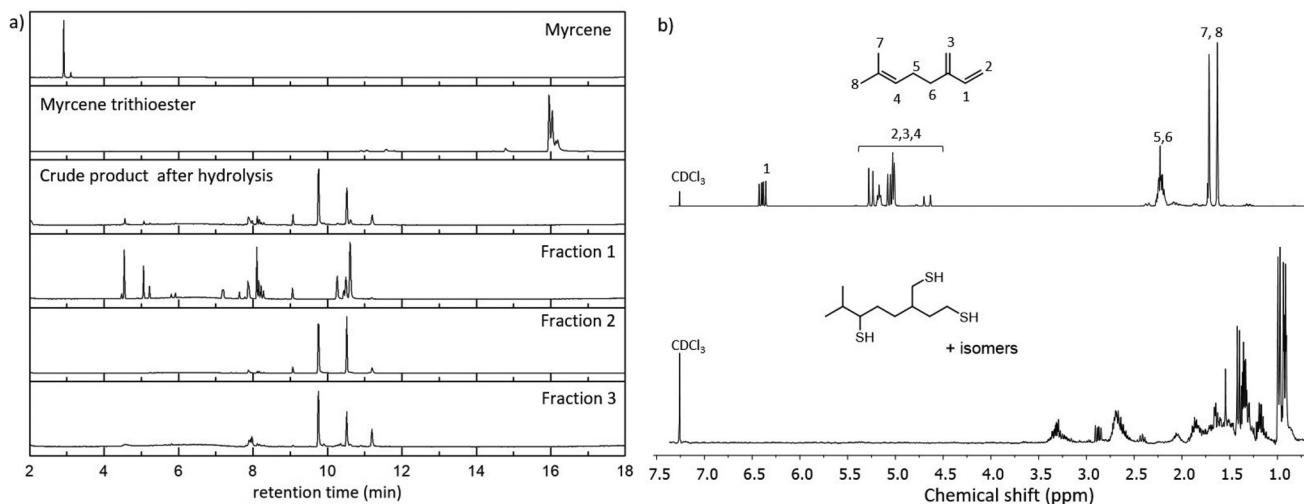 a)
Myrcene
Myrcene trithioester
Crude product after hydrolysis
Fraction 1
Fraction 2
Fraction 3
2 4 6 8 10 12 14 16 18
retention time (min)
b)
7, 8
7
3
5
2
8
4
6
1
2,3,4
5,6
1
CDCl3
SH
SH
SH
+ isomers
CDCl3
7.5 7.0 6.5 6.0 5.5 5.0 4.5 4.0 3.5 3.0 2.5 2.0 1.5 1.0
Chemical shift (ppm)